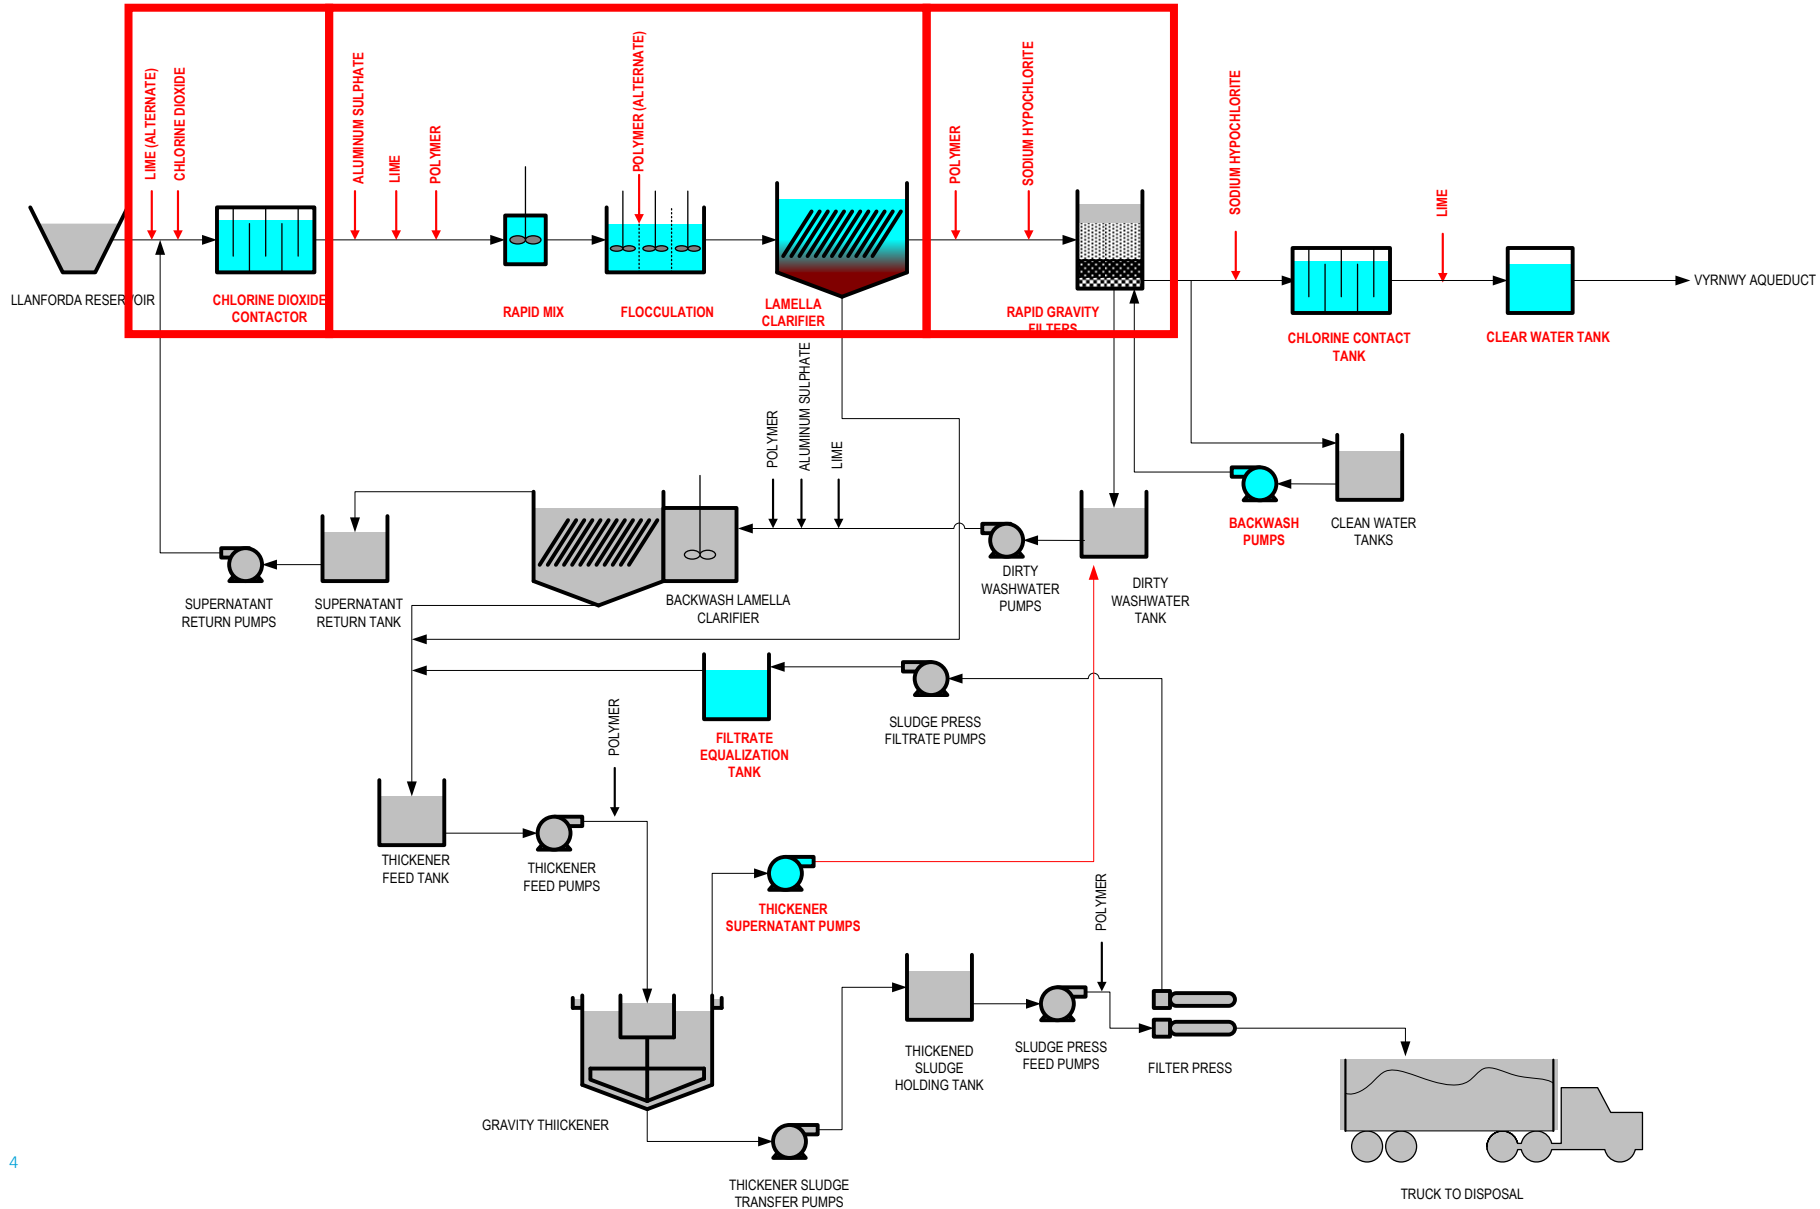 LIME (ALTERNATE)
CHLORINE DIOXIDE
ALUMINUM SULPHATE
LIME
POLYMER
POLYMER (ALTERNATE)
POLYMER
SODIUM HYPOCHLORITE
SODIUM HYPOCHLORITE
LIME
LLANFORDA RESERVOIR
CHLORINE DIOXIDE
CONTACTOR
RAPID MIX
FLOCCULATION
LAMELLA
CLARIFIER
RAPID GRAVITY
FILTERS
CHLORINE CONTACT
TANK
CLEAR WATER TANK
VYRNWY AQUEDUCT
POLYMER
ALUMINUM SULPHATE
LIME
SUPERNATANT
RETURN PUMPS
SUPERNATANT
RETURN TANK
BACKWASH LAMELLA
CLARIFIER
DIRTY
WASHWATER
PUMPS
DIRTY
WASHWATER
TANK
BACKWASH
PUMPS
CLEAN WATER
TANKS
FILTRATE
EQUALIZATION
TANK
SLUDGE PRESS
FILTRATE PUMPS
POLYMER
THICKENER
FEED TANK
THICKENER
FEED PUMPS
THICKENER
SUPERNATANT PUMPS
POLYMER
GRAVITY THIICKENER
THICKENED
SLUDGE
HOLDING TANK
SLUDGE PRESS
FEED PUMPS
FILTER PRESS
THICKENER SLUDGE
TRANSFER PUMPS
TRUCK TO DISPOSAL
4